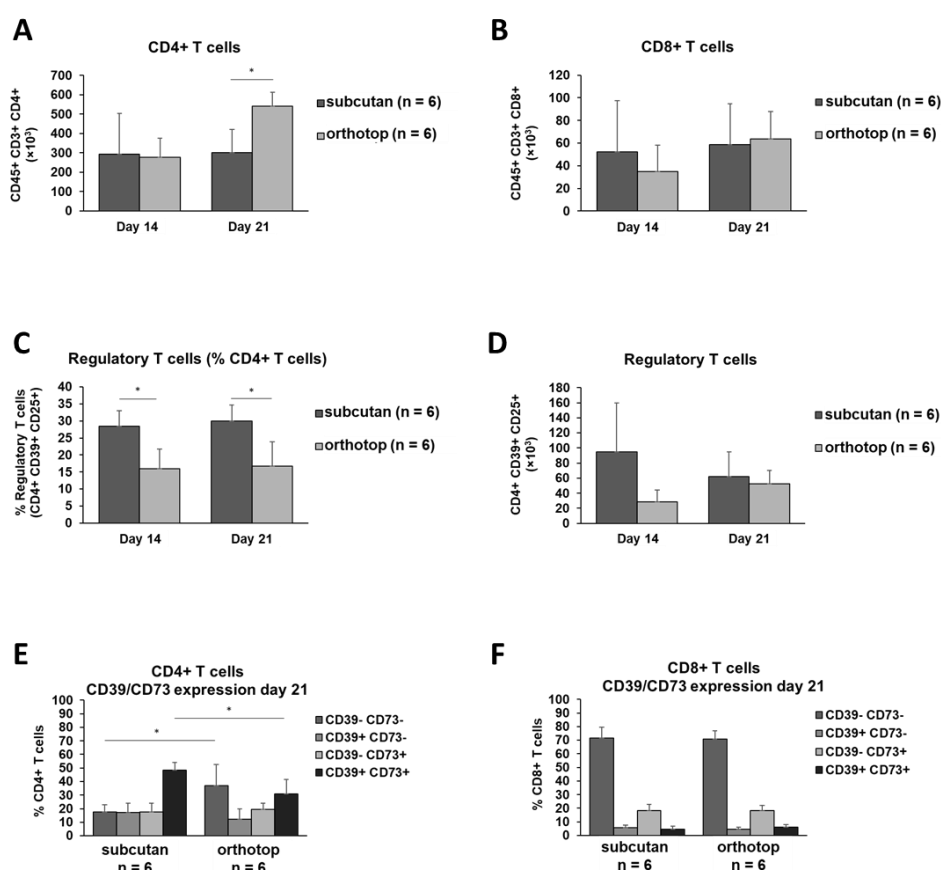 A
CD4+ T cells
CD45+ CD3+ CD4+
(×10³)
700
600
500
400
300
200
100
0
*
Day 14
Day 21
subcutan (n = 6)
orthotop (n = 6)
B
CD8+ T cells
CD45+ CD3+ CD8+
(×10³)
120
100
80
60
40
20
0
Day 14
Day 21
subcutan (n = 6)
orthotop (n = 6)
C
Regulatory T cells (% CD4+ T cells)
% Regulatory T cells
(CD4+ CD39+ CD25+)
40
35
30
25
20
15
10
5
0
*
*
Day 14
Day 21
subcutan (n = 6)
orthotop (n = 6)
D
Regulatory T cells
CD4+ CD39+ CD25+
(×10³)
180
160
140
120
100
80
60
40
20
0
Day 14
Day 21
subcutan (n = 6)
orthotop (n = 6)
E
CD4+ T cells
CD39/CD73 expression day 21
% CD4+ T cells
100
90
80
70
60
50
40
30
20
10
0
*
*
subcutan
n = 6
orthotop
n = 6
CD39- CD73-
CD39+ CD73-
CD39- CD73+
CD39+ CD73+
F
CD8+ T cells
CD39/CD73 expression day 21
% CD8+ T cells
100
90
80
70
60
50
40
30
20
10
0
subcutan
n = 6
orthotop
n = 6
CD39- CD73-
CD39+ CD73-
CD39- CD73+
CD39+ CD73+